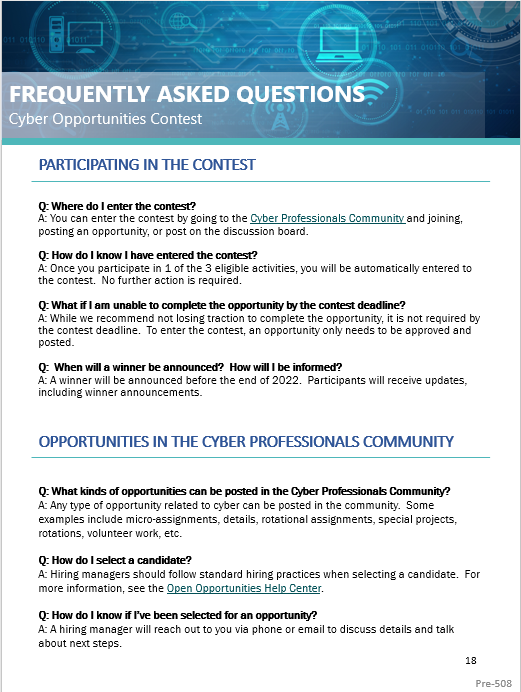 FREQUENTLY ASKED QUESTIONS
Cyber Opportunities Contest
PARTICIPATING IN THE CONTEST
Q: Where do I enter the contest?
A: You can enter the contest by going to the Cyber Professionals Community and joining,
posting an opportunity, or post on the discussion board.
Q: How do I know I have entered the contest?
A: Once you participate in 1 of the 3 eligible activities, you will be automatically entered to
the contest. No further action is required.
Q: What if I am unable to complete the opportunity by the contest deadline?
A: While we recommend not losing traction to complete the opportunity, it is not required by
the contest deadline. To enter the contest, an opportunity only needs to be approved and
posted.
Q: When will a winner be announced? How will I be informed?
A: A winner will be announced before the end of 2022. Participants will receive updates,
including winner announcements.
OPPORTUNITIES IN THE CYBER PROFESSIONALS COMMUNITY
Q: What kinds of opportunities can be posted in the Cyber Professionals Community?
A: Any type of opportunity related to cyber can be posted in the community. Some
examples include micro-assignments, details, rotational assignments, special projects,
rotations, volunteer work, etc.
Q: How do I select a candidate?
A: Hiring managers should follow standard hiring practices when selecting a candidate. For
more information, see the Open Opportunities Help Center.
Q: How do I know if I've been selected for an opportunity?
A: A hiring manager will reach out to you via phone or email to discuss details and talk
about next steps.
18
Pre-508